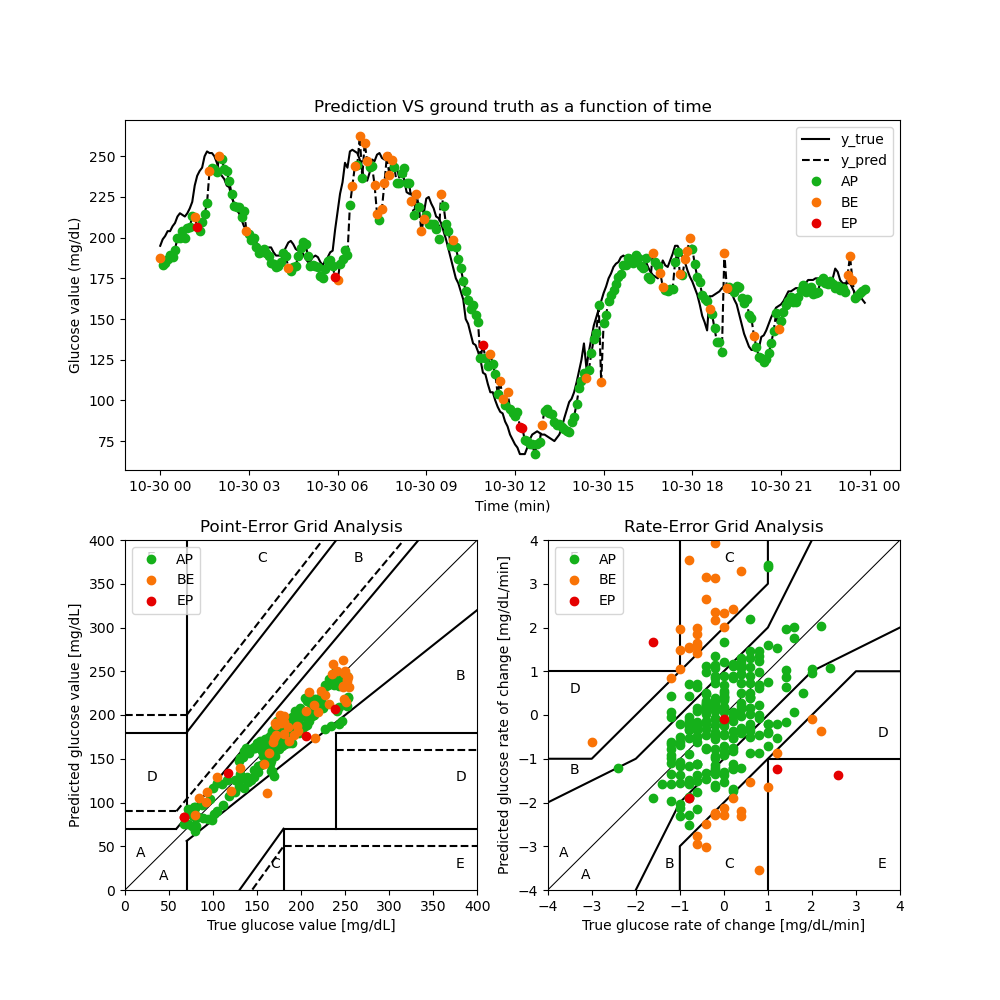 Prediction VS ground truth as a function of time
y_true
y_pred
AP
BE
EP
Glucose value (mg/dL)
250
225
200
175
150
125
100
75
10-30 00 10-30 03 10-30 06 10-30 09 10-30 12 10-30 15 10-30 18 10-30 21 10-31 00
Time (min)
Point-Error Grid Analysis
AP
BE
EP
C
B
B
D
D
A
A
C
E
Predicted glucose value [mg/dL]
400
350
300
250
200
150
100
50
0
0 50 100 150 200 250 300 350 400
True glucose value [mg/dL]
Rate-Error Grid Analysis
AP
BE
EP
C
D
D
B
A
A
B
C
E
Predicted glucose rate of change [mg/dL/min]
4
3
2
1
0
−1
−2
−3
−4
−4 −3 −2 −1 0 1 2 3 4
True glucose rate of change [mg/dL/min]